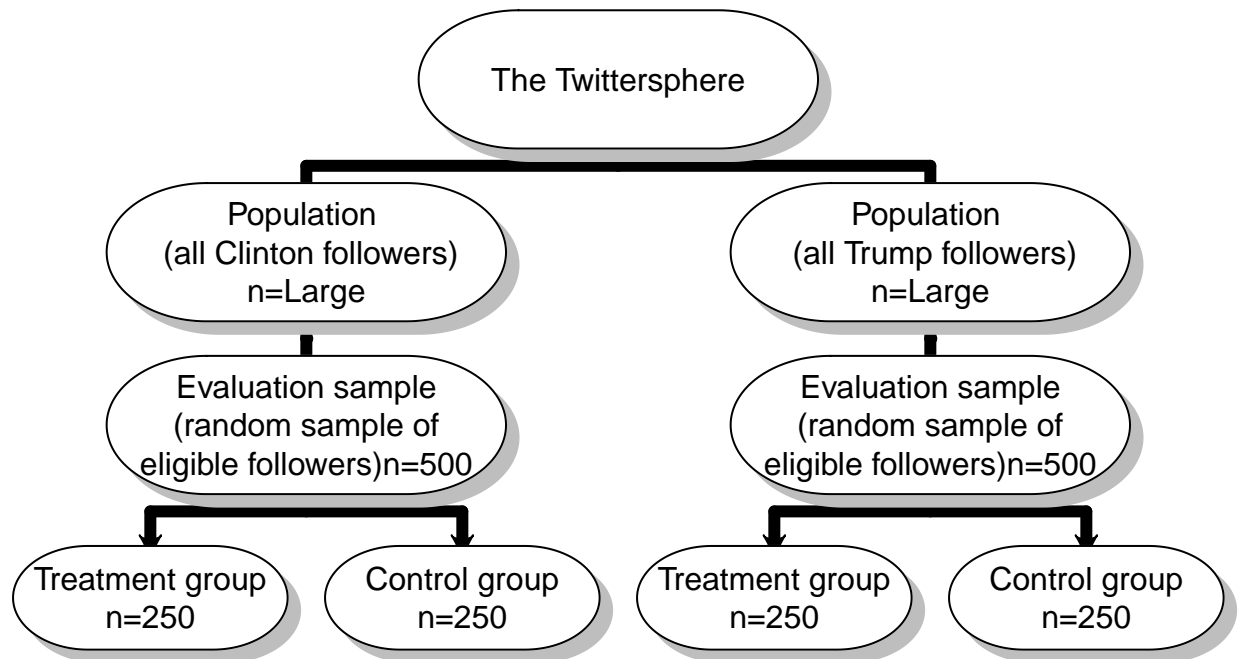 The Twittersphere
Population
(all Clinton followers)
n=Large
Population
(all Trump followers)
n=Large
Evaluation sample
(random sample of
eligible followers)n=500
Evaluation sample
(random sample of
eligible followers)n=500
Treatment group
n=250
Control group
n=250
Treatment group
n=250
Control group
n=250